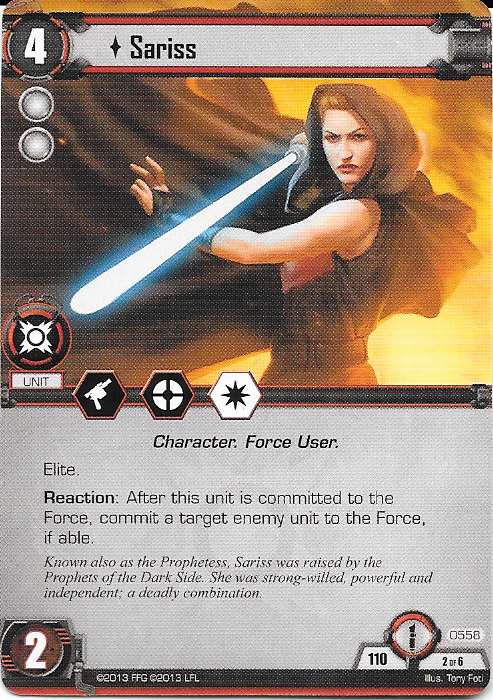 4
Sariss
UNIT
Character. Force User.
Elite.
Reaction: After this unit is committed to the
Force, commit a target enemy unit to the Force,
if able.
Known also as the Prophetess, Sariss was raised by the
Prophets of the Dark Side. She was strong-willed, powerful and
independent; a deadly combination.
2
0558
110
2 OF 6
©2013 FFG ©2013 LFL
Illus. Tony Foti